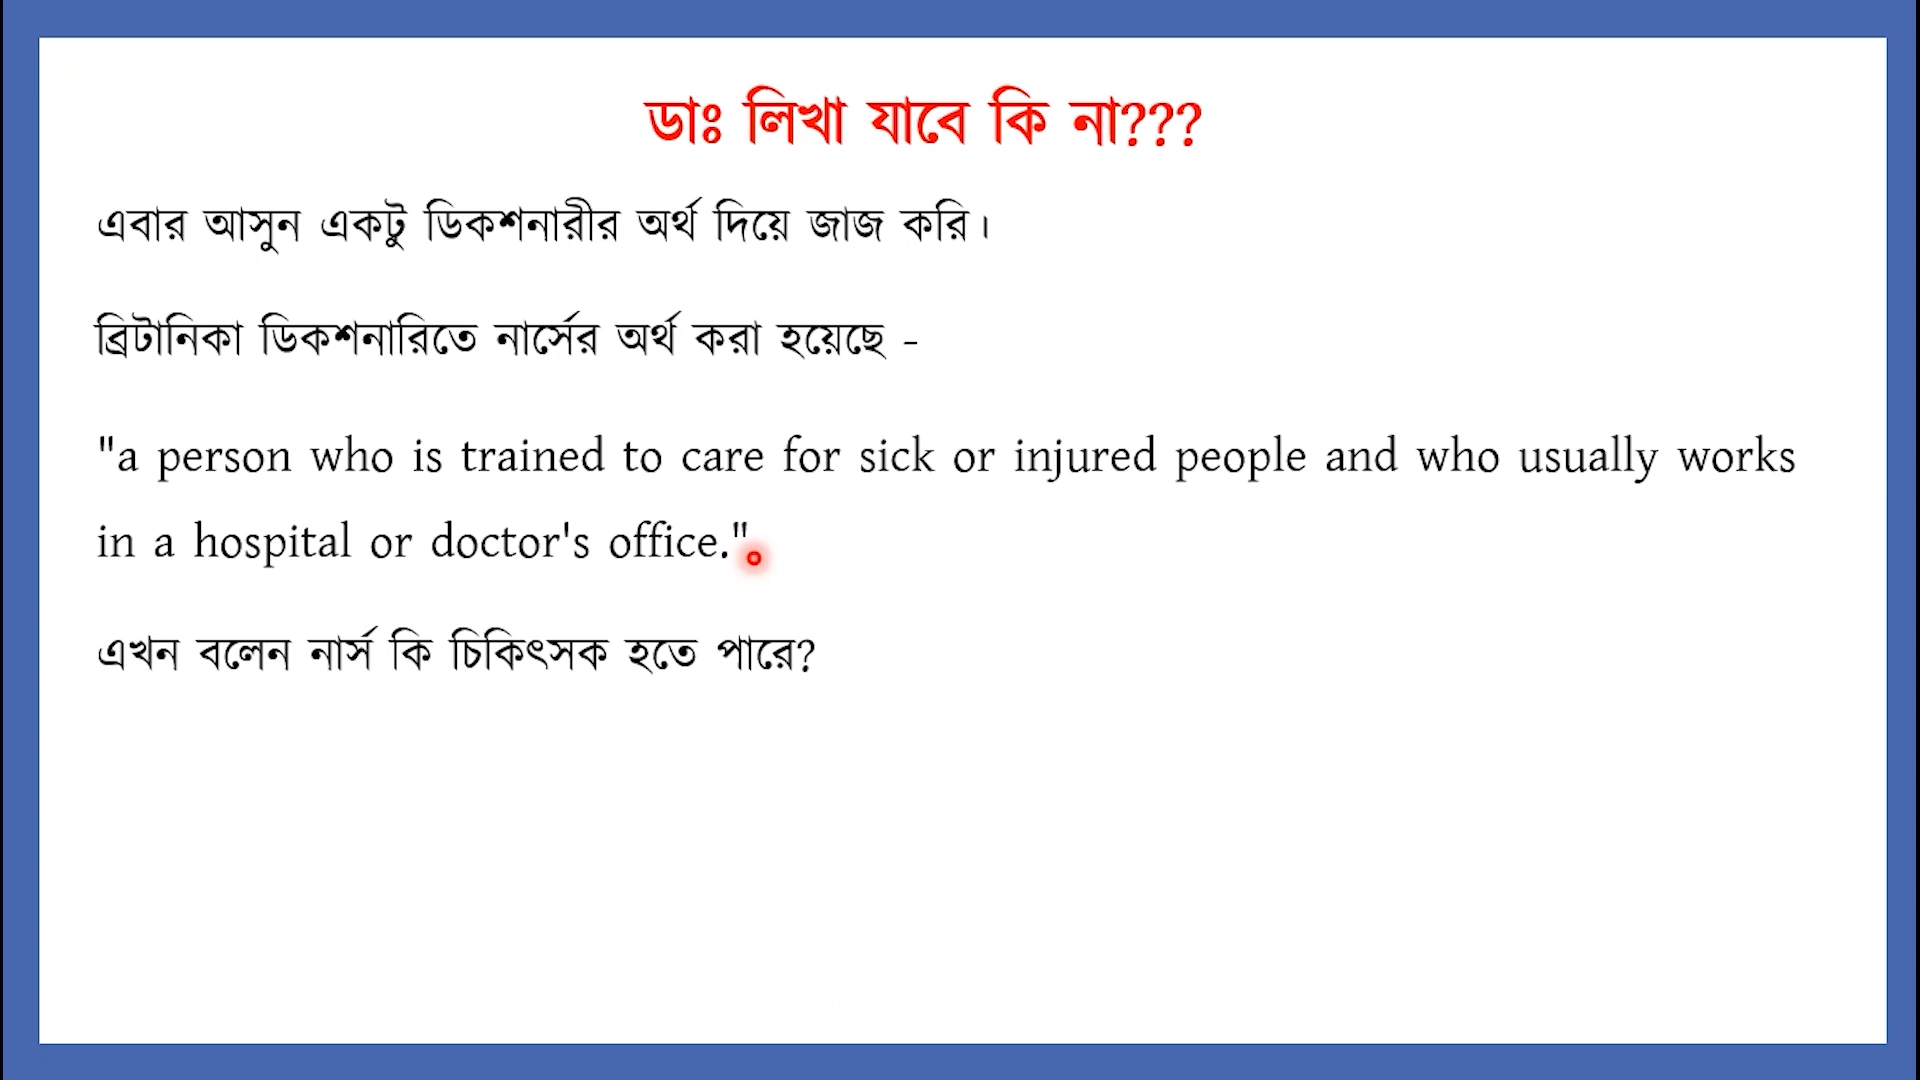 ডাঃ লিখা যাবে কি না???
এবার আসুন একটু ডিকশনারীর অর্থ দিয়ে জাজ করি।
ব্রিটানিকা ডিকশনারিতে নার্সের অর্থ করা হয়েছে -
"a person who is trained to care for sick or injured people and who usually works
in a hospital or doctor's office."
এখন বলেন নার্স কি চিকিৎসক হতে পারে?